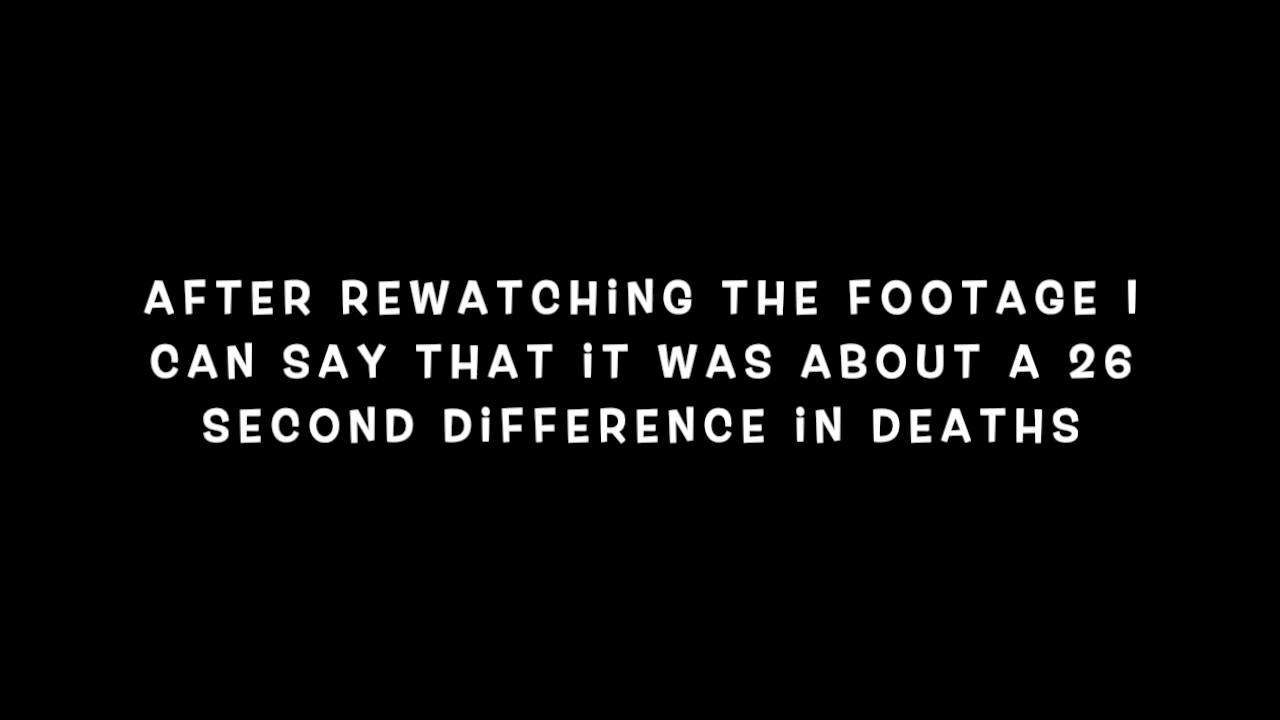 AFTER REWATCHiNG THE FOOTAGE I
CAN SAY THAT iT WAS ABOUT A 26
SECOND DiFFERENCE iN DEATHS